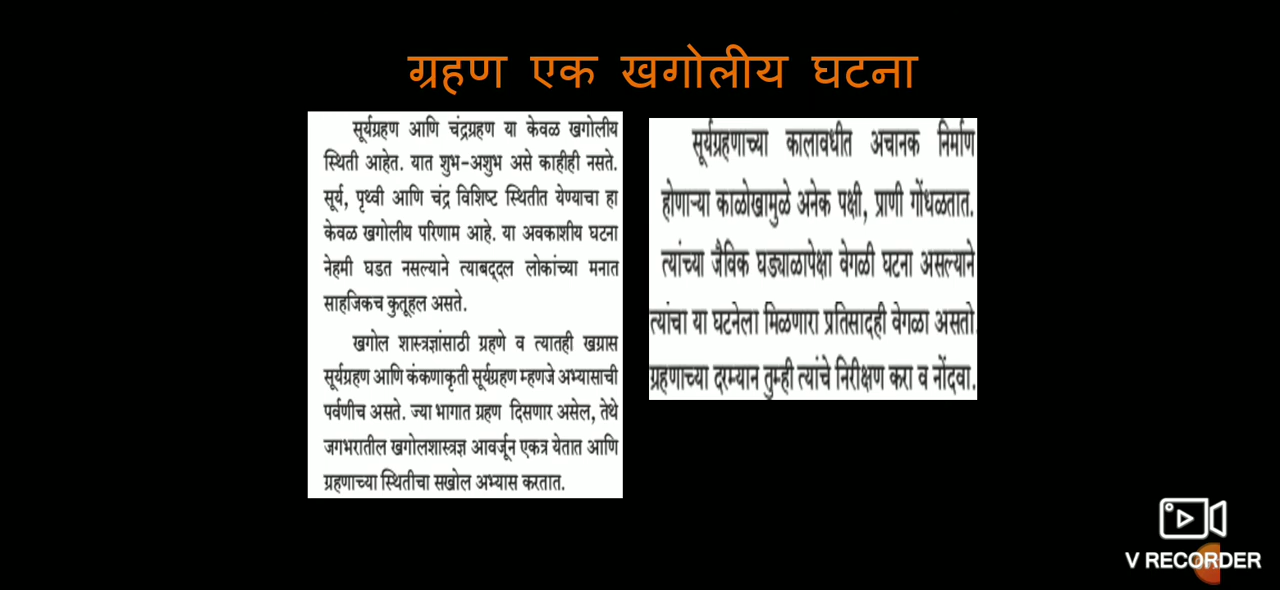 ग्रहण एक खगोलीय घटना
सूर्यग्रहण आणि चंद्रग्रहण या केवळ खगोलीय
स्थिती आहेत. यात शुभ-अशुभ असे काहीही नसते.
सूर्य, पृथ्वी आणि चंद्र विशिष्ट स्थितीत येण्याचा हा
केवळ खगोलीय परिणाम आहे. या अवकाशीय घटना
नेहमी घडत नसल्याने त्याबद्दल लोकांच्या मनात
साहजिकच कुतूहल असते.
खगोल शास्त्रज्ञांसाठी ग्रहणे व त्यातही खग्रास
सूर्यग्रहण आणि कंकणाकृती सूर्यग्रहण म्हणजे अभ्यासाची
पर्वणीच असते. ज्या भागात ग्रहण दिसणार असेल, तेथे
जगभरातील खगोलशास्त्रज्ञ आवर्जून एकत्र येतात आणि
ग्रहणाच्या स्थितीचा सखोल अभ्यास करतात.
सूर्यग्रहणाच्या कालावधीत अचानक निर्माण
होणाऱ्या काळोखामुळे अनेक पक्षी, प्राणी गोंधळतात.
त्यांच्या जैविक घड्याळापेक्षा वेगळी घटना असल्याने
त्यांचा या घटनेला मिळणारा प्रतिसादही वेगळा असतो.
ग्रहणाच्या दरम्यान तुम्ही त्यांचे निरीक्षण करा व नोंदवा.
V RECORDER